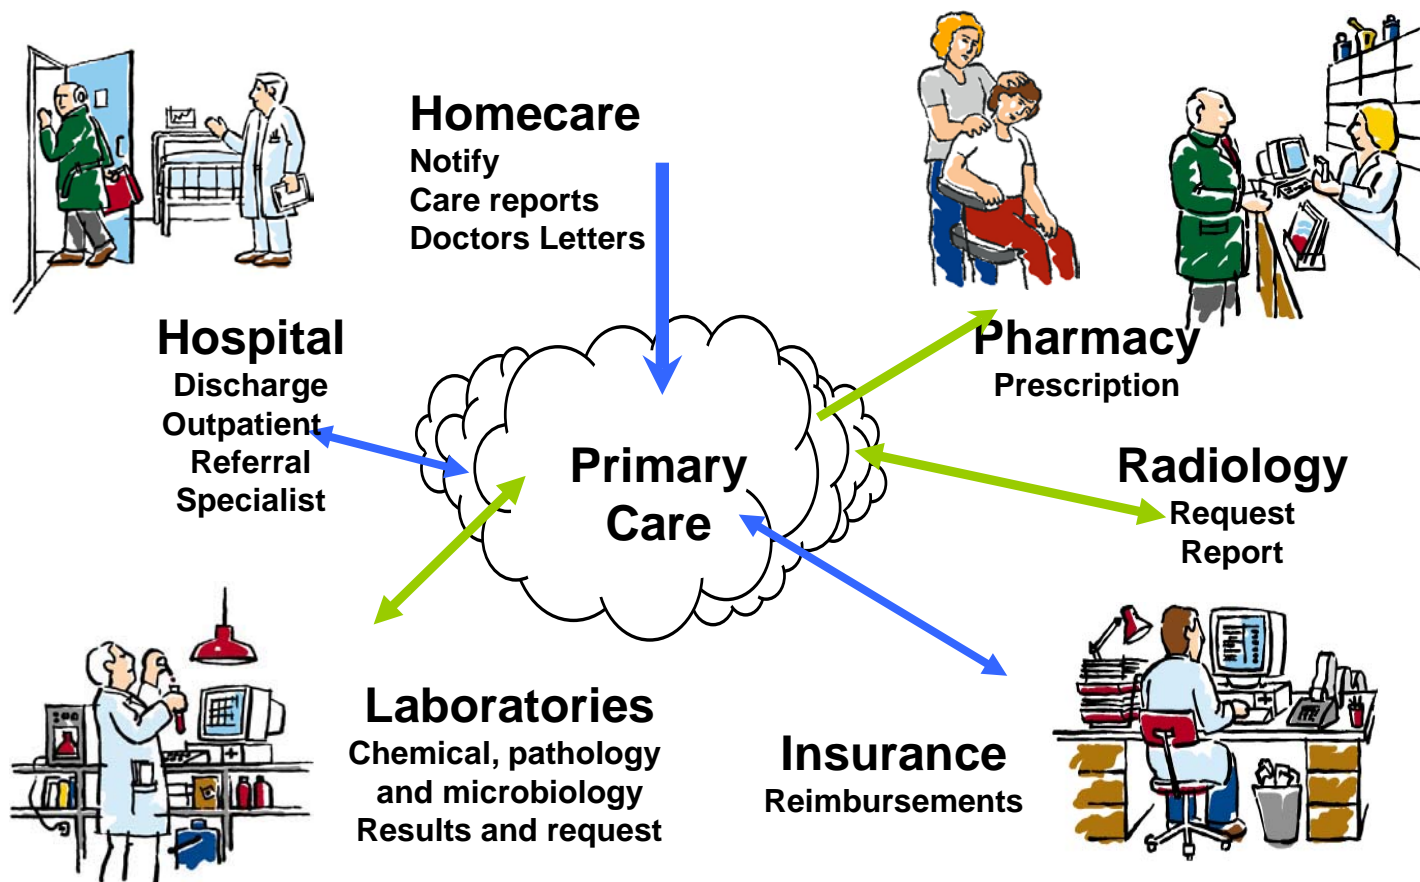 Homecare
Notify
Care reports
Doctors Letters
Hospital
Discharge
Outpatient
Referral
Specialist
Pharmacy
Prescription
Primary
Care
Radiology
Request
Report
Laboratories
Chemical, pathology
and microbiology
Results and request
Insurance
Reimbursements